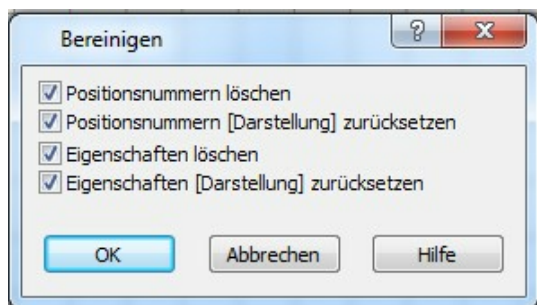 Bereinigen
Positionsnummern löschen
Positionsnummern [Darstellung] zurücksetzen
Eigenschaften löschen
Eigenschaften [Darstellung] zurücksetzen
OK Abbrechen Hilfe